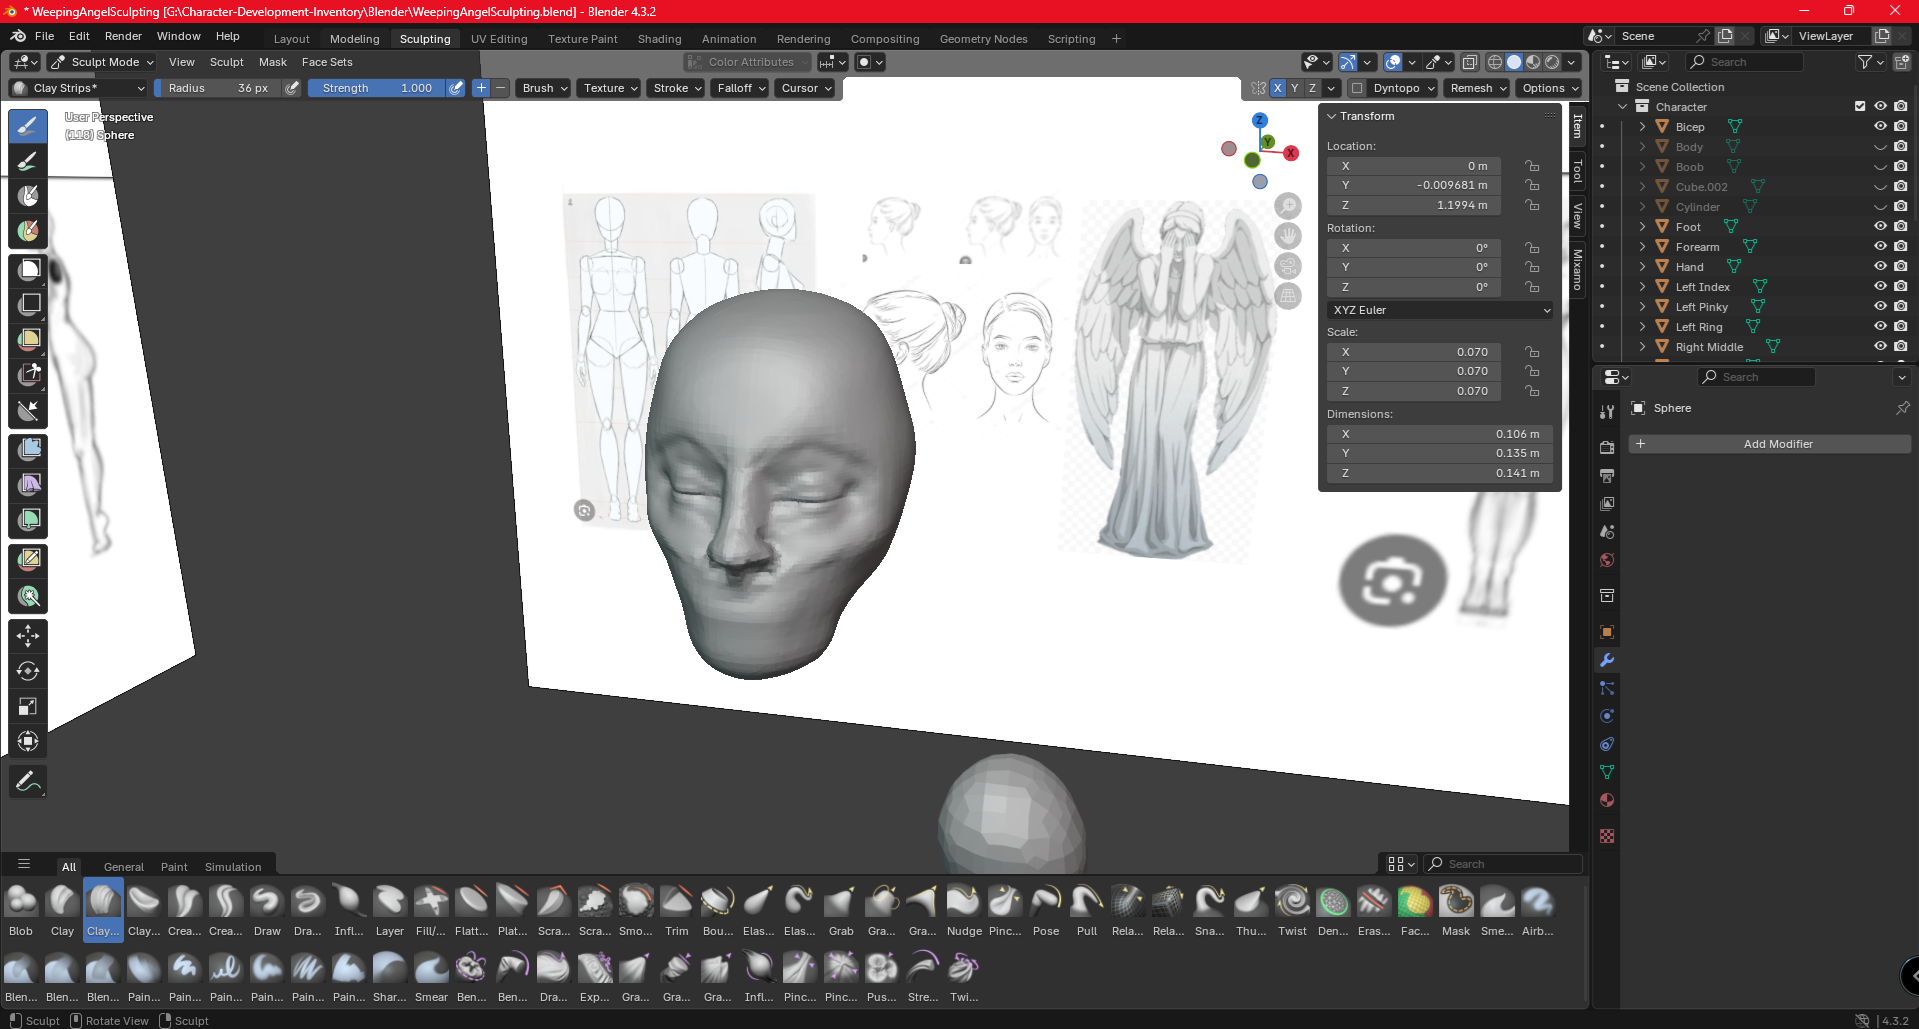 * WeepingAngelSculpting [G:\Character-Development-Inventory\Blender\WeepingAngelSculpting.blend] - Blender 4.3.2
File Edit Render Window Help
Layout Modeling Sculpting UV Editing Texture Paint Shading Animation Rendering Compositing Geometry Nodes Scripting +
Scene ViewLayer
Sculpt Mode View Sculpt Mask Face Sets
Color Attributes
Search
Clay Strips* Radius 36 px Strength 1.000 + − Brush Texture Stroke Falloff Cursor
X Y Z Dyntopo Remesh Options
User Perspective
(118) Sphere
Z
Y
X
Transform
Location:
X 0 m
Y -0.009681 m
Z 1.1994 m
Rotation:
X 0°
Y 0°
Z 0°
XYZ Euler
Scale:
X 0.070
Y 0.070
Z 0.070
Dimensions:
X 0.106 m
Y 0.135 m
Z 0.141 m
Item
Tool
View
Mixamo
Scene Collection
Character
Bicep
Body
Boob
Cube.002
Cylinder
Foot
Forearm
Hand
Left Index
Left Pinky
Left Ring
Right Middle
Search
Sphere
+ Add Modifier
All General Paint Simulation
Search
Blob Clay Clay... Clay... Crea... Crea... Draw Dra... Infl... Layer Fill/... Flatt... Plat... Scra... Scra... Smo... Trim Bou... Elas... Elas... Grab Gra... Gra... Nudge Pinc... Pose Pull Rela... Rela... Sna... Thu... Twist Den... Eras... Fac... Mask Sme... Airb...
Blen... Blen... Blen... Pain... Pain... Pain... Pain... Pain... Pain... Shar... Smear Ben... Ben... Dra... Exp... Gra... Gra... Gra... Infl... Pinc... Pinc... Pus... Stre... Twi...
Sculpt Rotate View Sculpt
4.3.2